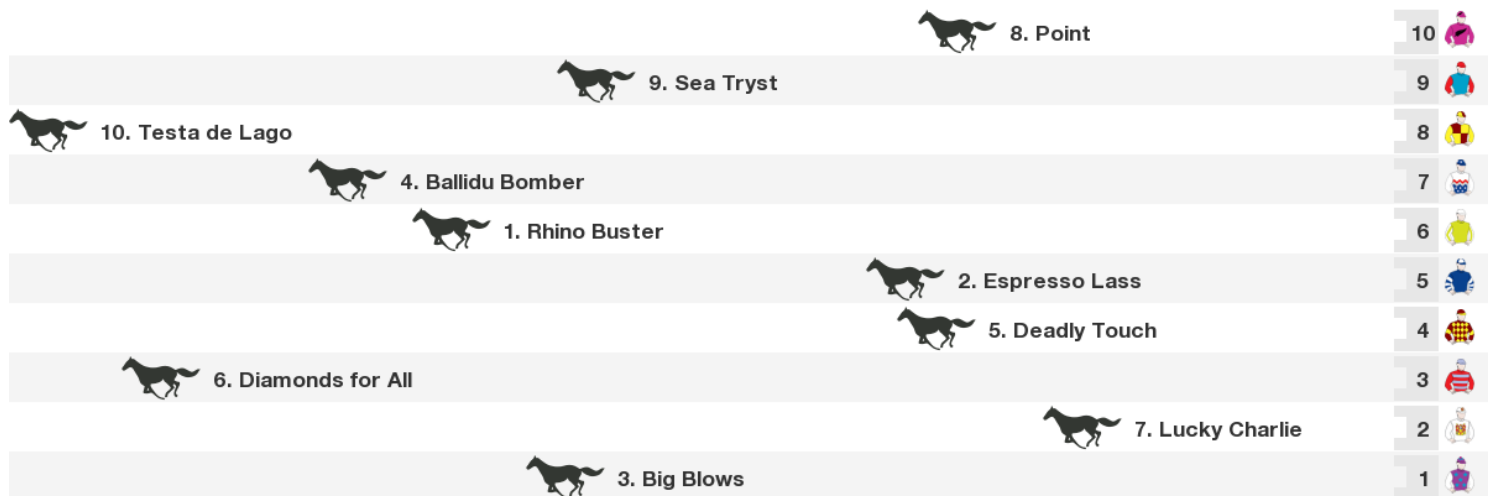 8. Point 10
9. Sea Tryst 9
10. Testa de Lago 8
4. Ballidu Bomber 7
1. Rhino Buster 6
2. Espresso Lass 5
5. Deadly Touch 4
6. Diamonds for All 3
7. Lucky Charlie 2
3. Big Blows 1